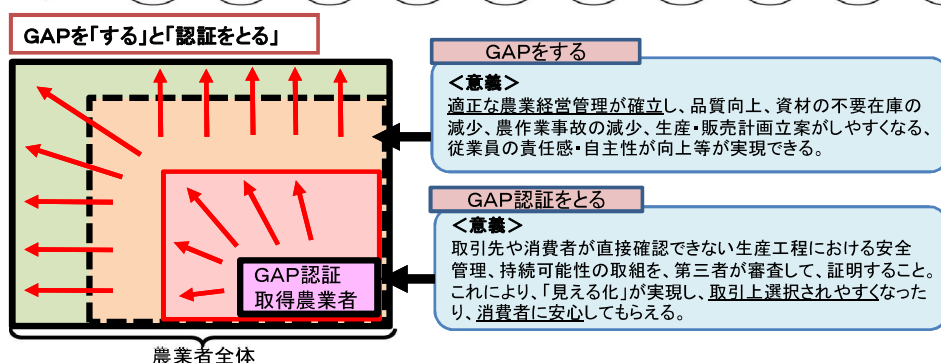 GAPを「する」と「認証をとる」
GAPをする
<意義>
適正な農業経営管理が確立し、品質向上、資材の不要在庫の
減少、農作業事故の減少、生産・販売計画立案がしやすくなる、
従業員の責任感・自主性が向上等が実現できる。
GAP認証をとる
<意義>
取引先や消費者が直接確認できない生産工程における安全
管理、持続可能性の取組を、第三者が審査して、証明すること。
これにより、「見える化」が実現し、取引上選択されやすくなった
り、消費者に安心してもらえる。
GAP認証
取得農業者
農業者全体